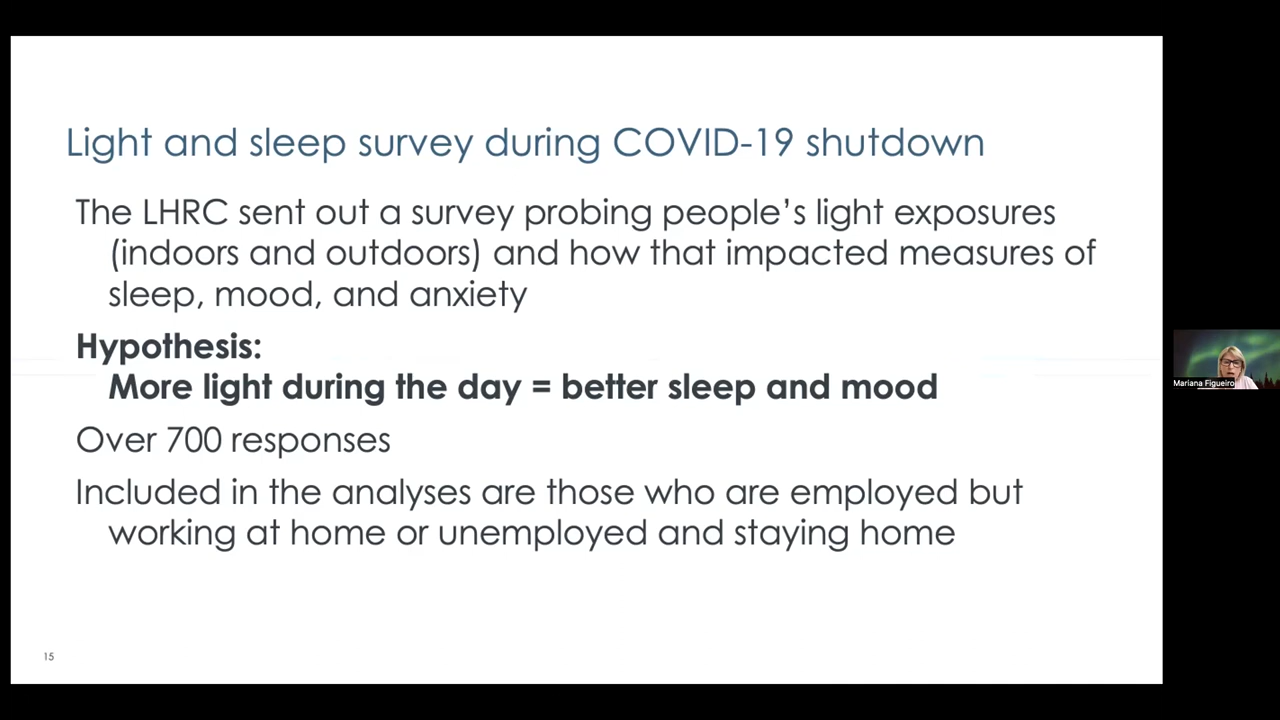 Light and sleep survey during COVID-19 shutdown
The LHRC sent out a survey probing people's light exposures
(indoors and outdoors) and how that impacted measures of
sleep, mood, and anxiety
Hypothesis:
More light during the day = better sleep and mood
Over 700 responses
Included in the analyses are those who are employed but
working at home or unemployed and staying home
15
Mariana Figueiro